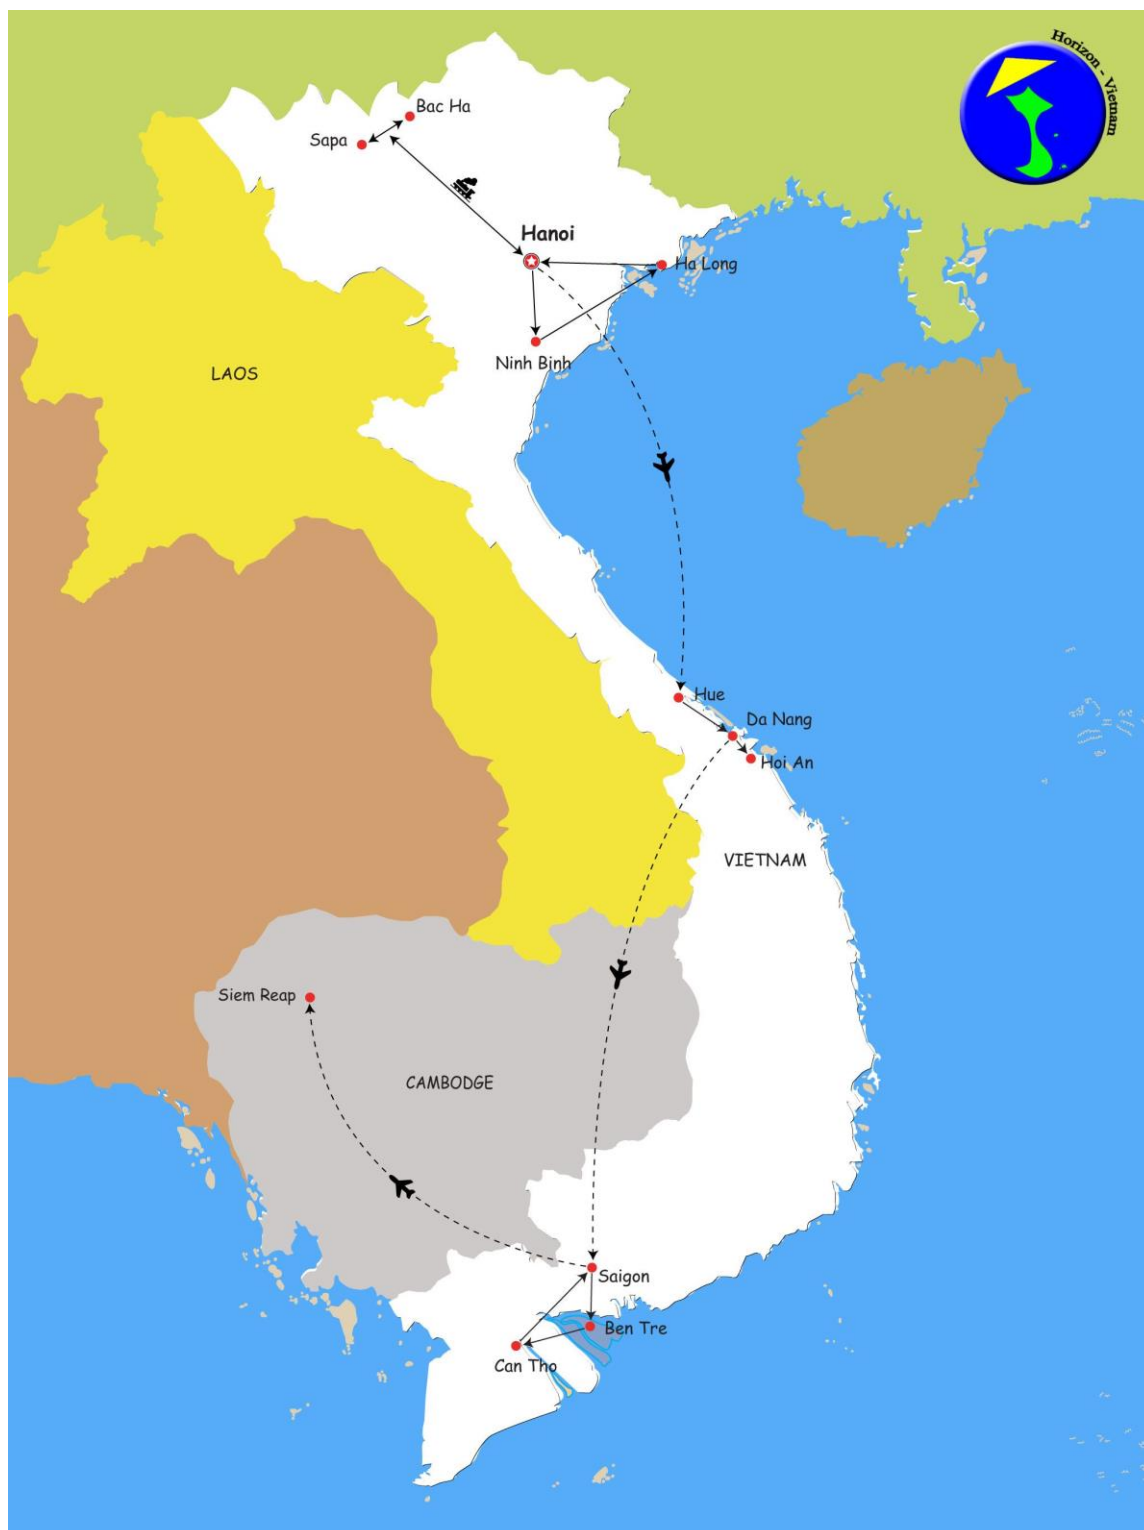 Horizon - Vietnam
Bac Ha
Sapa
Hanoi
Ha Long
Ninh Binh
LAOS
Hue
Da Nang
Hoi An
VIETNAM
Siem Reap
CAMBODGE
Saigon
Ben Tre
Can Tho